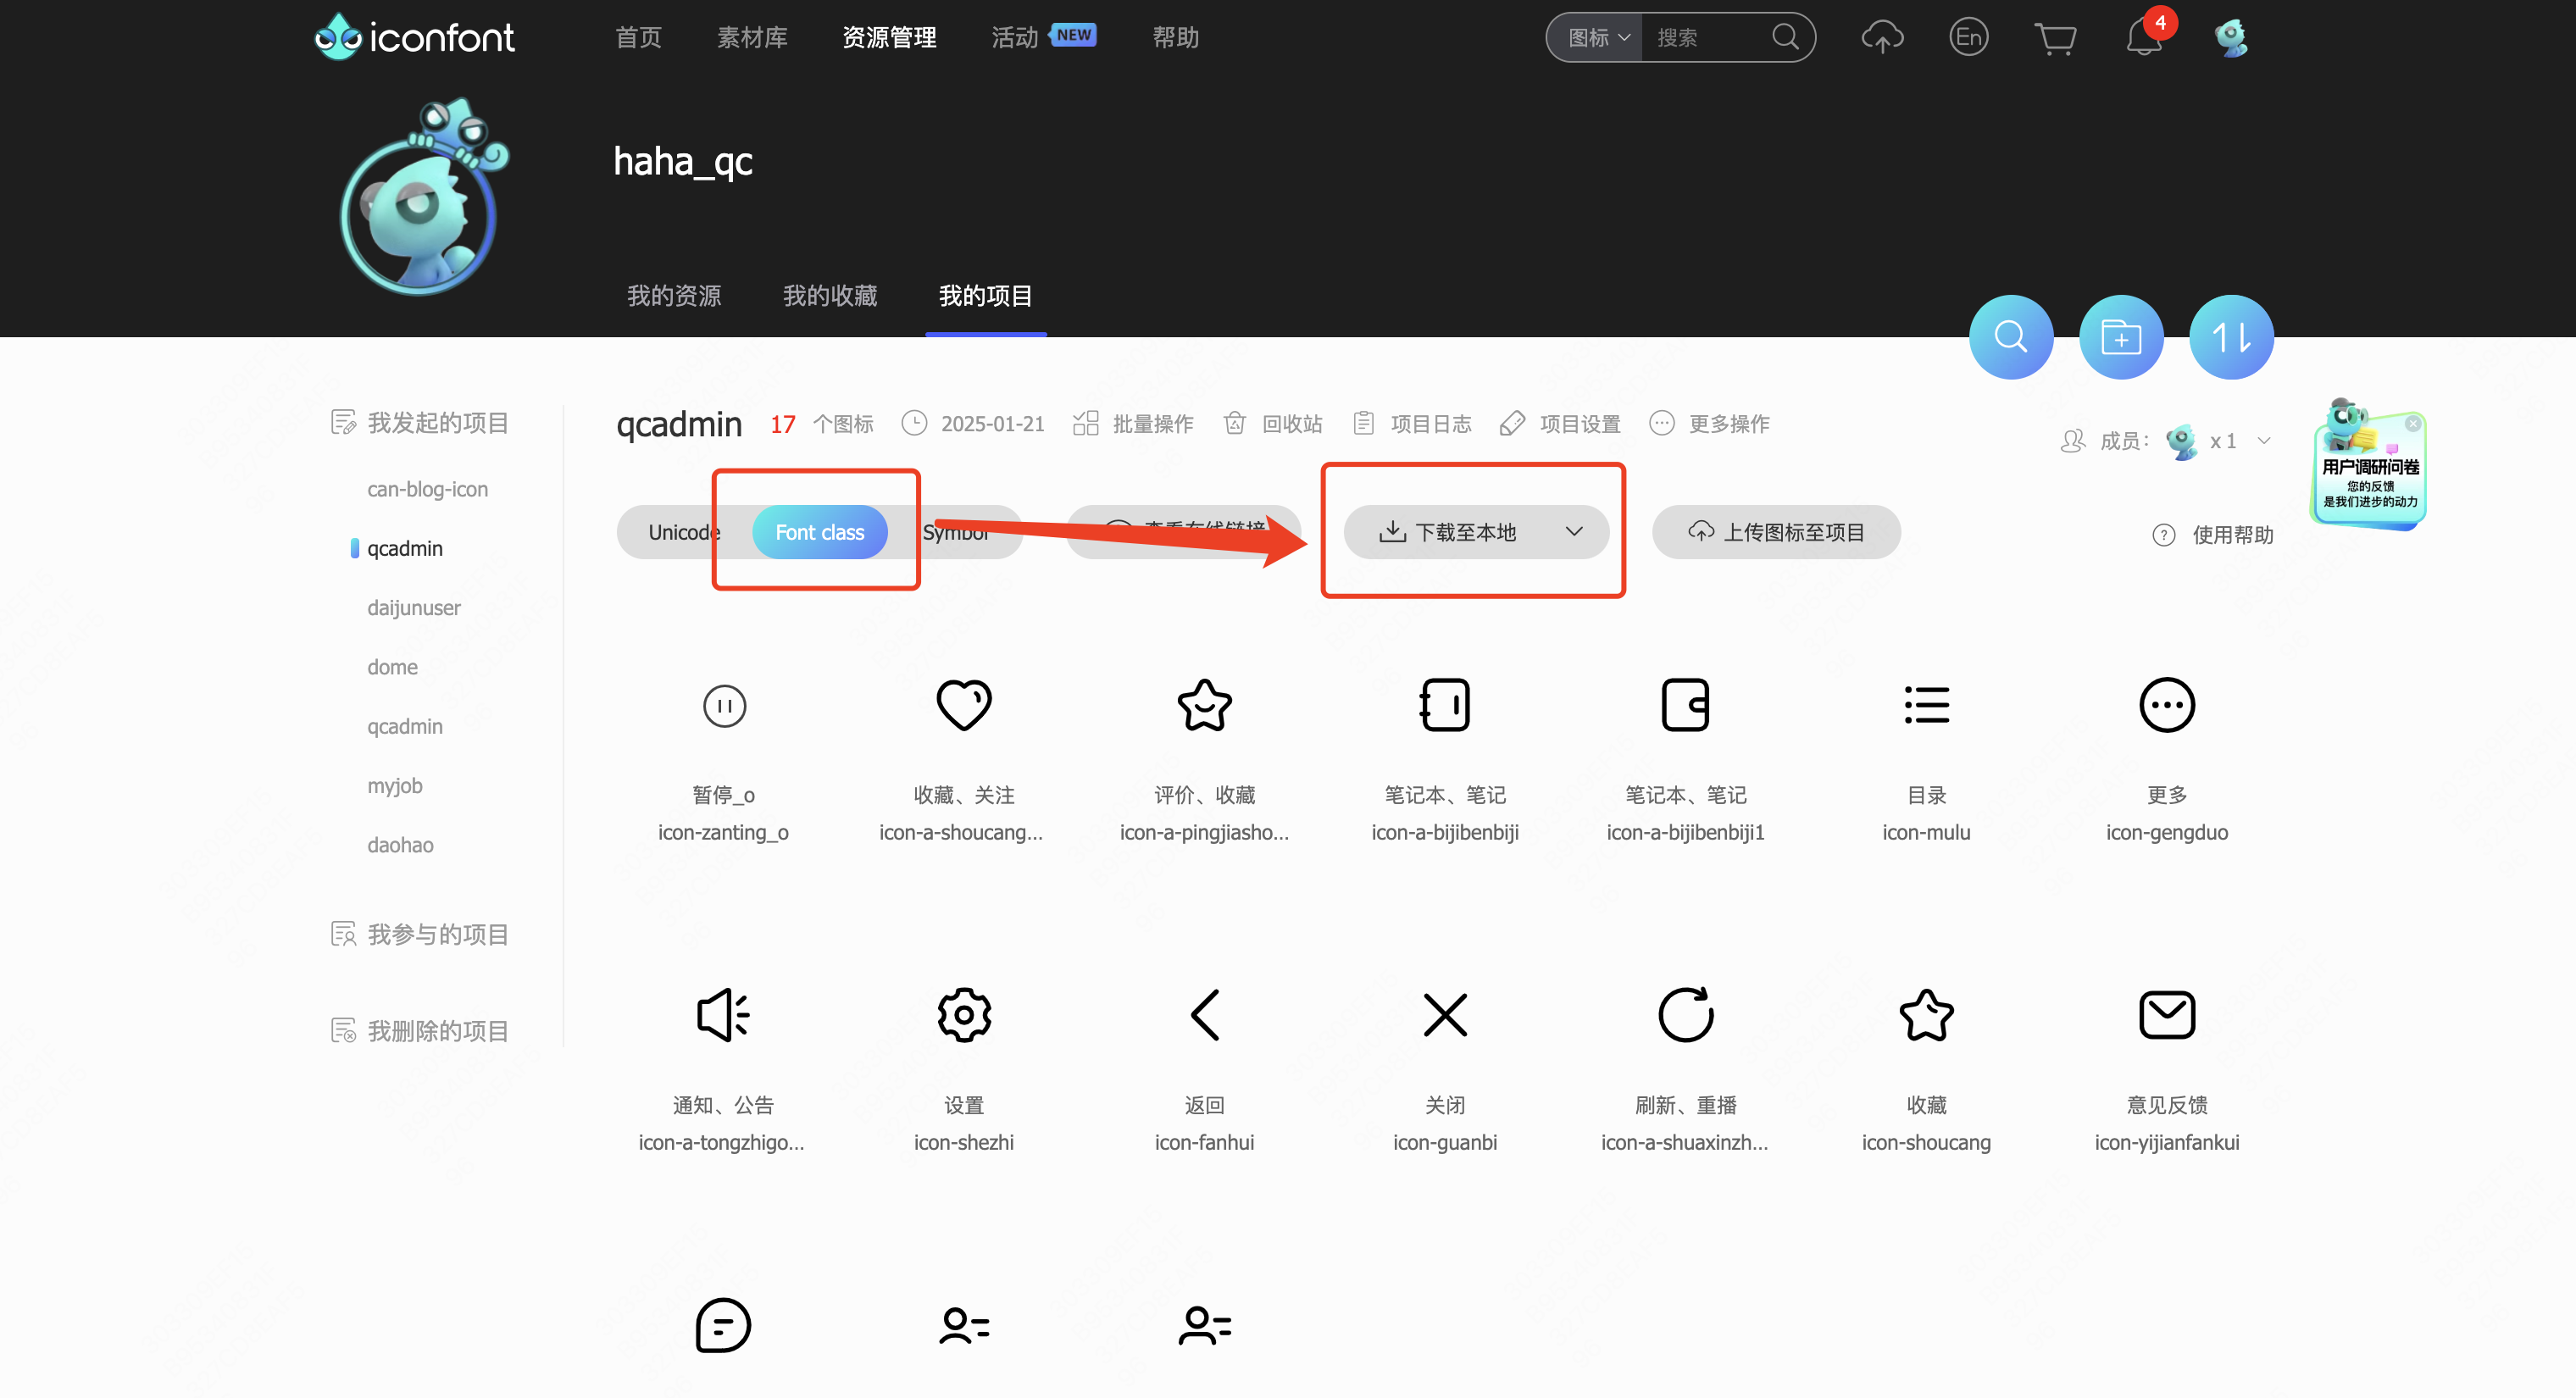 iconfont
首页 素材库 资源管理 活动 NEW 帮助
图标 搜索 En 4
haha_qc
我的资源 我的收藏 我的项目
我发起的项目
can-blog-icon
qcadmin
daijunuser
dome
qcadmin
myjob
daohao
我参与的项目
我删除的项目
qcadmin 17 个图标 2025-01-21 批量操作 回收站 项目日志 项目设置 更多操作
成员： x 1
Unicode Font class Symbol 查看在线链接 下载至本地 上传图标至项目
使用帮助
用户调研问卷
您的反馈
是我们进步的动力
暂停_o 收藏、关注 评价、收藏 笔记本、笔记 笔记本、笔记 目录 更多
icon-zanting_o icon-a-shoucang... icon-a-pingjiasho... icon-a-bijibenbiji icon-a-bijibenbiji1 icon-mulu icon-gengduo
通知、公告 设置 返回 关闭 刷新、重播 收藏 意见反馈
icon-a-tongzhigo... icon-shezhi icon-fanhui icon-guanbi icon-a-shuaxinzh... icon-shoucang icon-yijianfankui